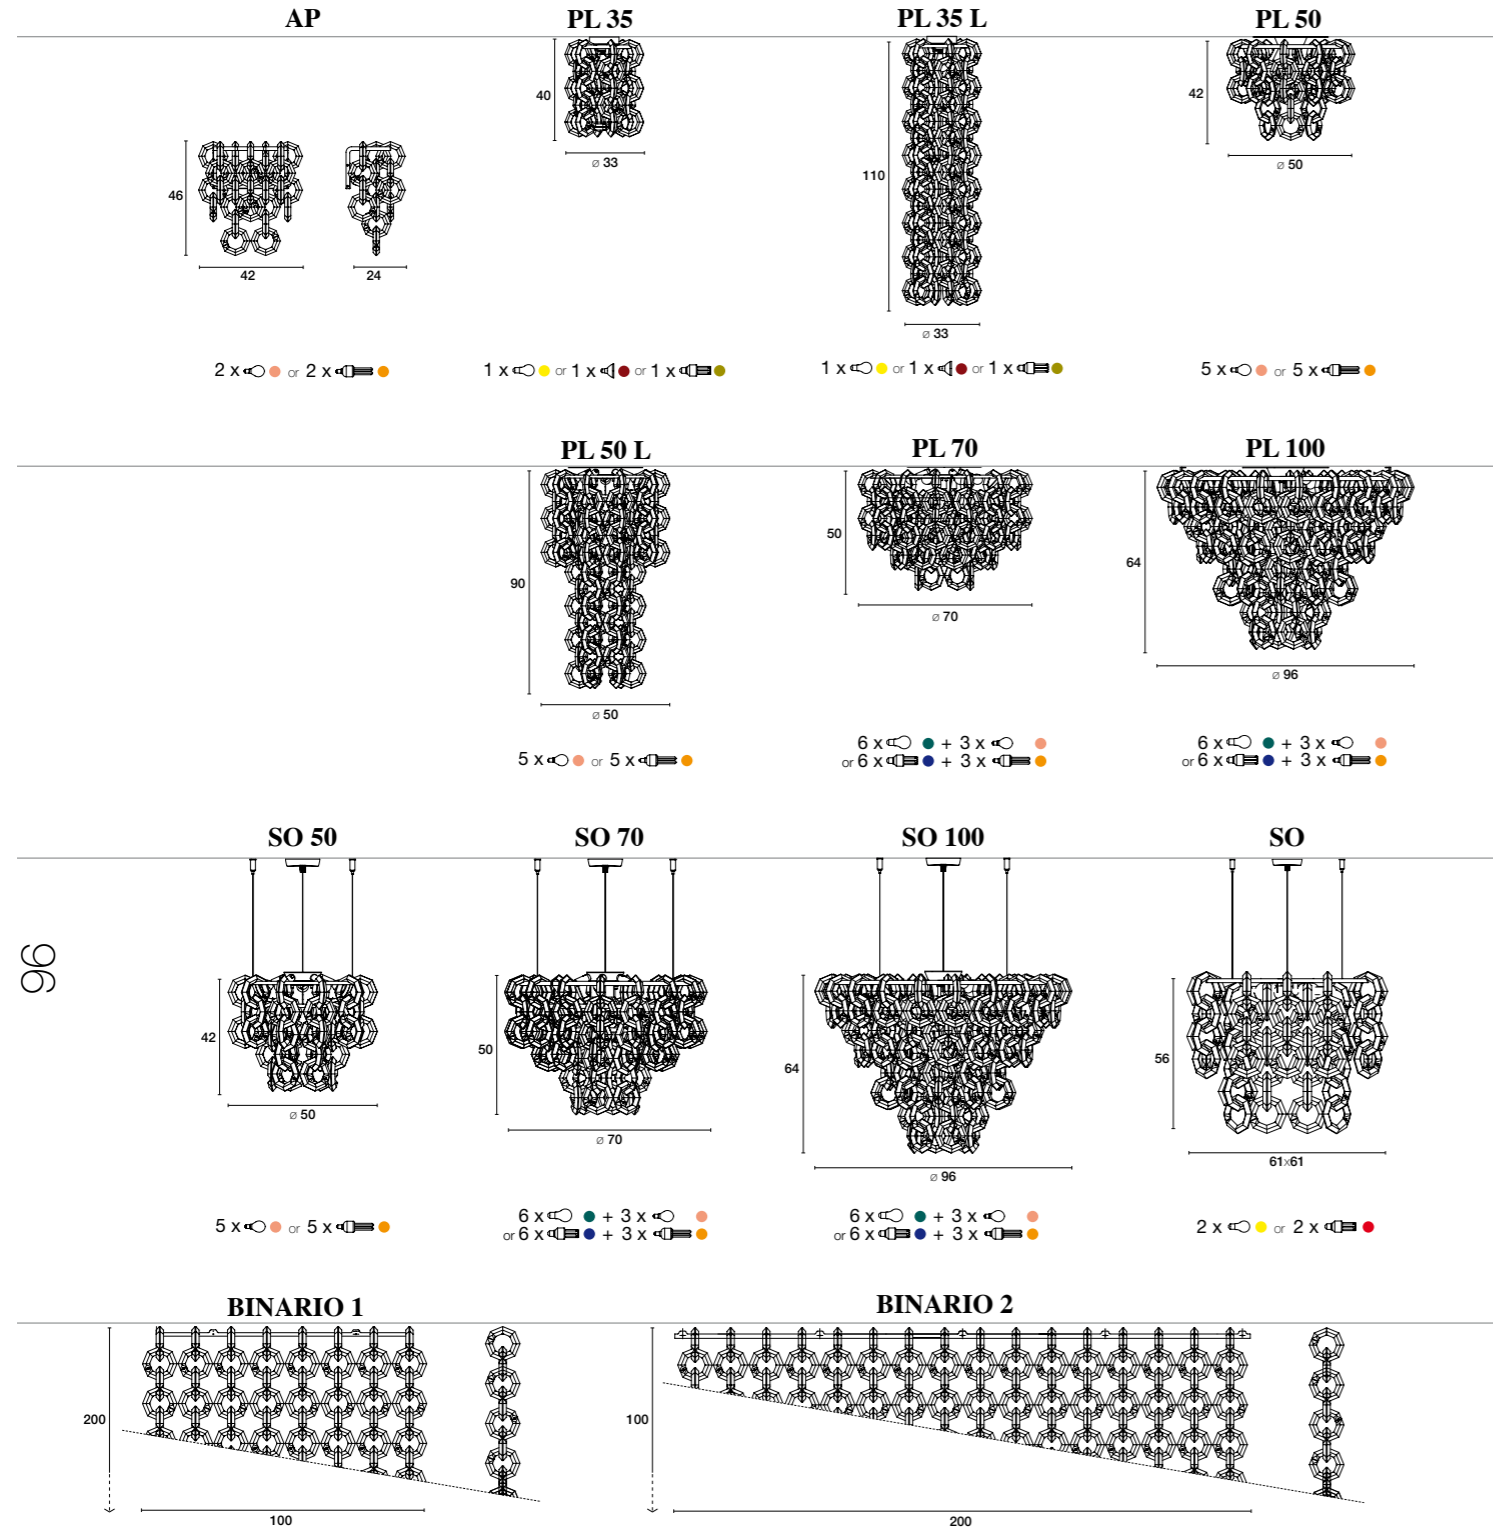 AP PL 35 PL 35 L PL 50
46 42 24
40 ø 33
110 ø 33
42 ø 50
2 x or 2 x
1 x or 1 x or 1 x
1 x or 1 x or 1 x
5 x or 5 x
PL 50 L PL 70 PL 100
90 ø 50
50 ø 70
64 ø 96
5 x or 5 x
6 x + 3 x
or 6 x + 3 x
6 x + 3 x
or 6 x + 3 x
SO 50 SO 70 SO 100 SO
96
42 ø 50
50 ø 70
64 ø 96
56 61x61
5 x or 5 x
6 x + 3 x
or 6 x + 3 x
6 x + 3 x
or 6 x + 3 x
2 x or 2 x
BINARIO 1 BINARIO 2
200 100
100 200